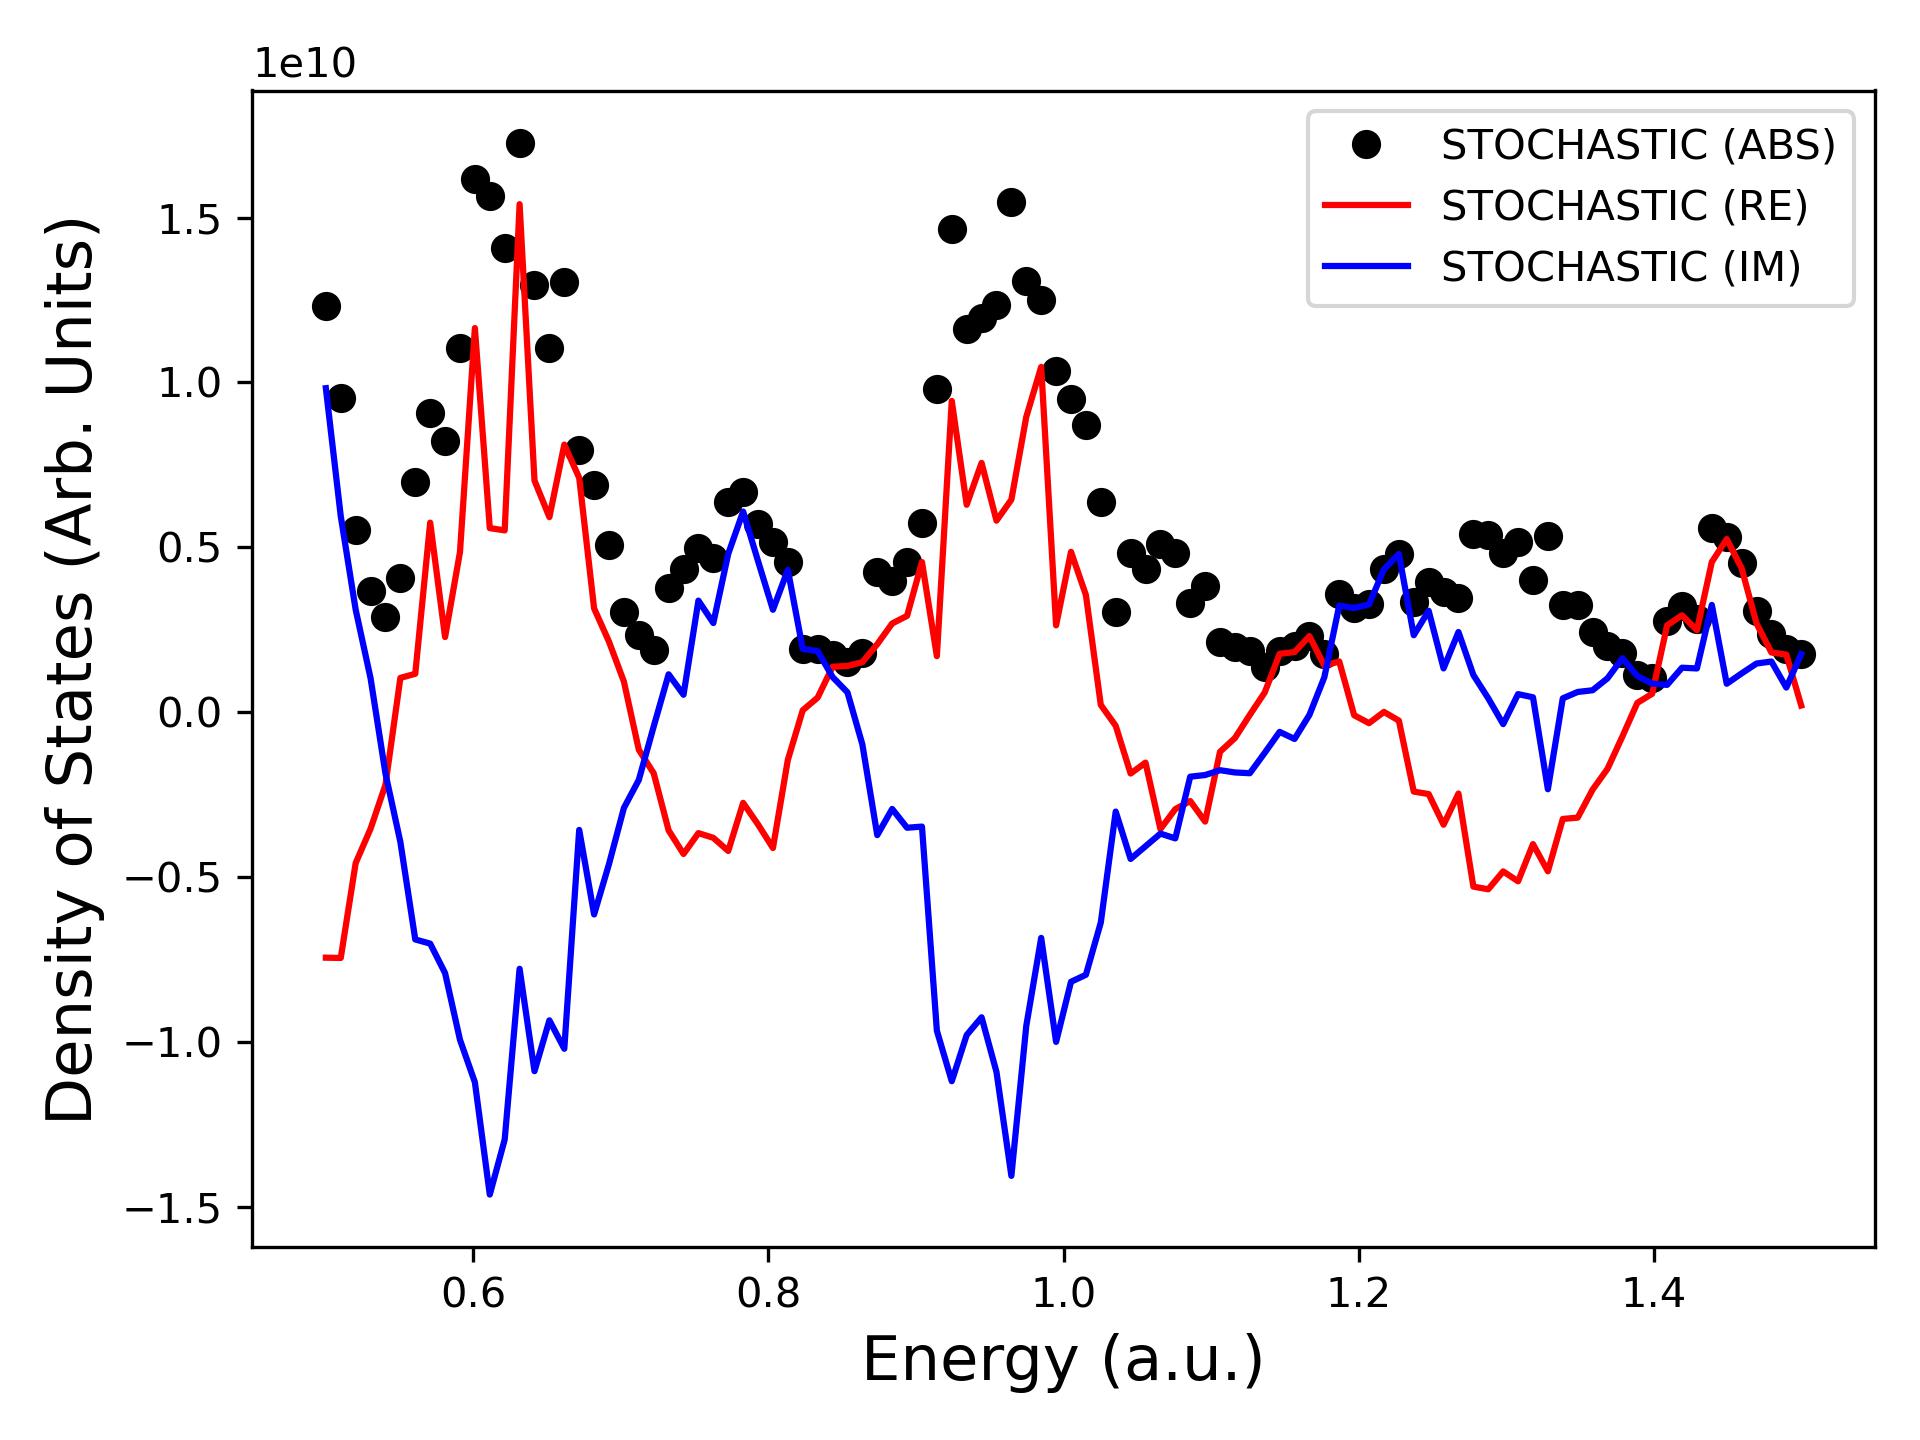 1e10
STOCHASTIC (ABS)
STOCHASTIC (RE)
STOCHASTIC (IM)
Density of States (Arb. Units)
1.5
1.0
0.5
0.0
−0.5
−1.0
−1.5
0.6 0.8 1.0 1.2 1.4
Energy (a.u.)